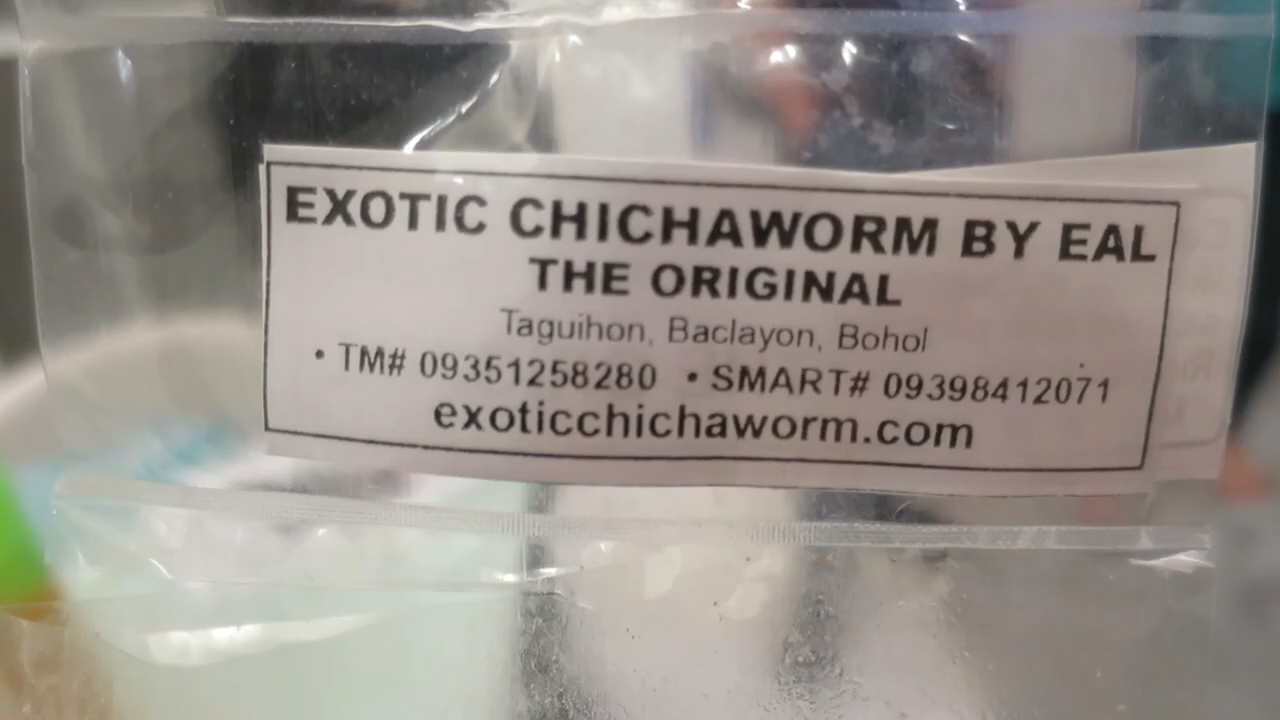 EXOTIC CHICHAWORM BY EAL
THE ORIGINAL
Taguihon, Baclayon, Bohol
• TM# 09351258280 • SMART# 09398412071
exoticchichaworm.com